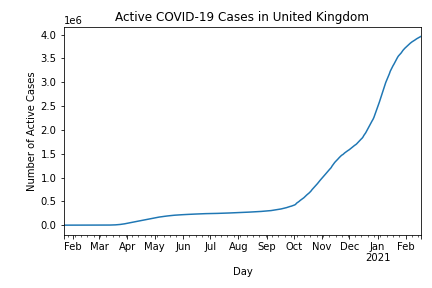 Active COVID-19 Cases in United Kingdom
1e6
4.0
3.5
3.0
2.5
2.0
1.5
1.0
0.5
0.0
Number of Active Cases
Feb Mar Apr May Jun Jul Aug Sep Oct Nov Dec Jan Feb
2021
Day